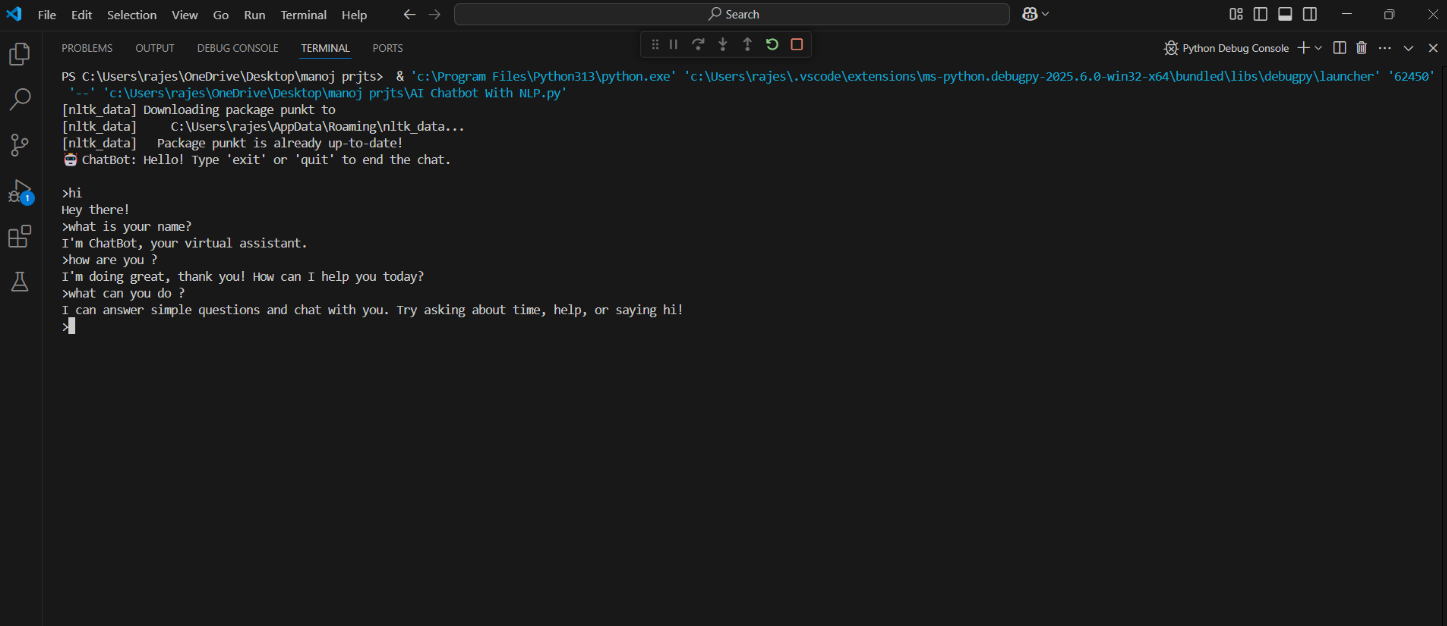 File Edit Selection View Go Run Terminal Help Search
PROBLEMS OUTPUT DEBUG CONSOLE TERMINAL PORTS Python Debug Console
PS C:\Users\rajes\OneDrive\Desktop\manoj prjts> & 'c:\Program Files\Python313\python.exe' 'c:\Users\rajes\.vscode\extensions\ms-python.debugpy-2025.6.0-win32-x64\bundled\libs\debugpy\launcher' '62450'
'--' 'c:\Users\rajes\OneDrive\Desktop\manoj prjts\AI Chatbot With NLP.py'
[nltk_data] Downloading package punkt to
[nltk_data]     C:\Users\rajes\AppData\Roaming\nltk_data...
[nltk_data]   Package punkt is already up-to-date!
ChatBot: Hello! Type 'exit' or 'quit' to end the chat.
>hi
Hey there!
>what is your name?
I'm ChatBot, your virtual assistant.
>how are you ?
I'm doing great, thank you! How can I help you today?
>what can you do ?
I can answer simple questions and chat with you. Try asking about time, help, or saying hi!
>
1